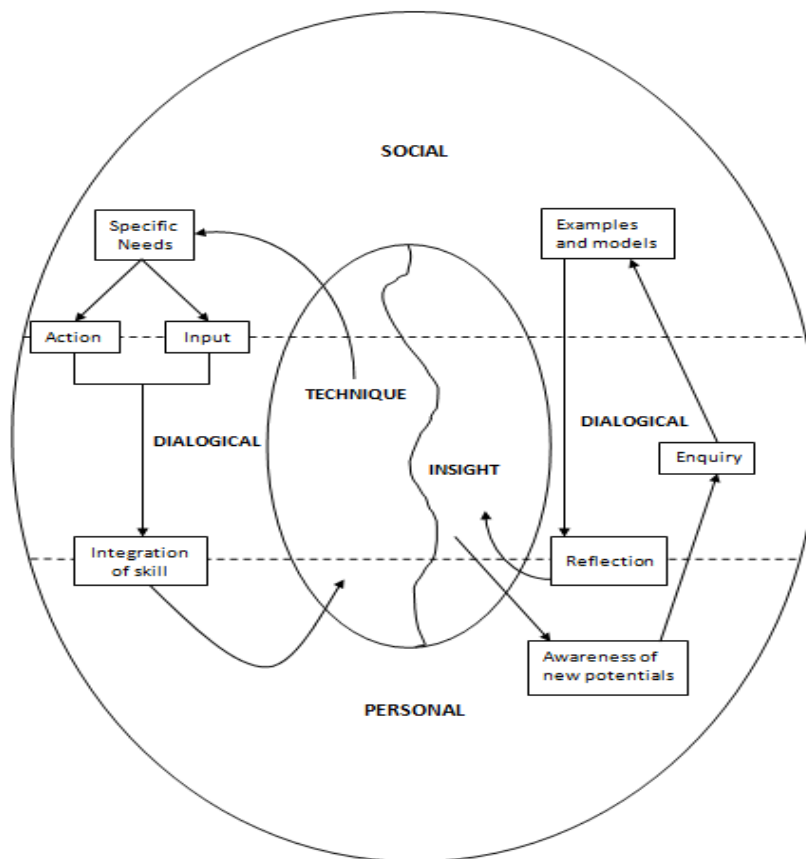 SOCIAL
Specific
Needs
Examples
and models
Action
Input
TECHNIQUE
DIALOGICAL
DIALOGICAL
Enquiry
INSIGHT
Integration
of skill
Reflection
Awareness of
new potentials
PERSONAL